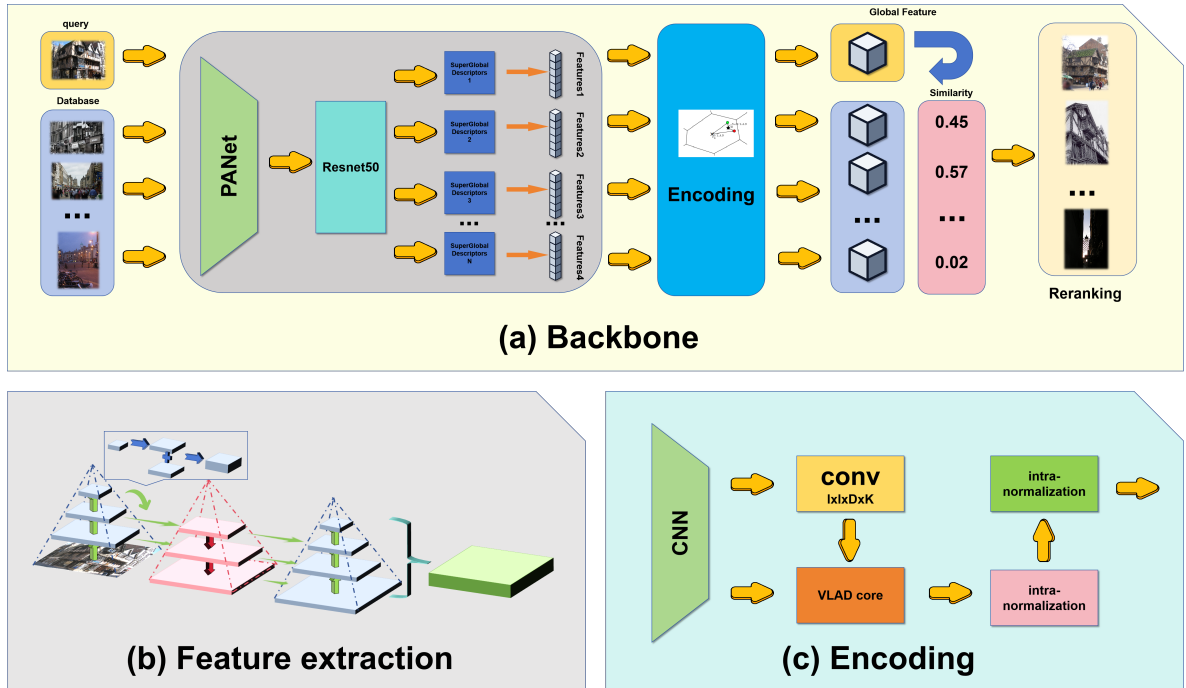 query
Database
PANet
Resnet50
SuperGlobal
Descriptors
1
SuperGlobal
Descriptors
2
SuperGlobal
Descriptors
3
SuperGlobal
Descriptors
N
Features1
Features2
Features3
Features4
Encoding
Global Feature
Similarity
0.45
0.57
0.02
Reranking
(a) Backbone
(b) Feature extraction
CNN
conv
IxIxDxK
VLAD core
intra-
normalization
intra-
normalization
(c) Encoding